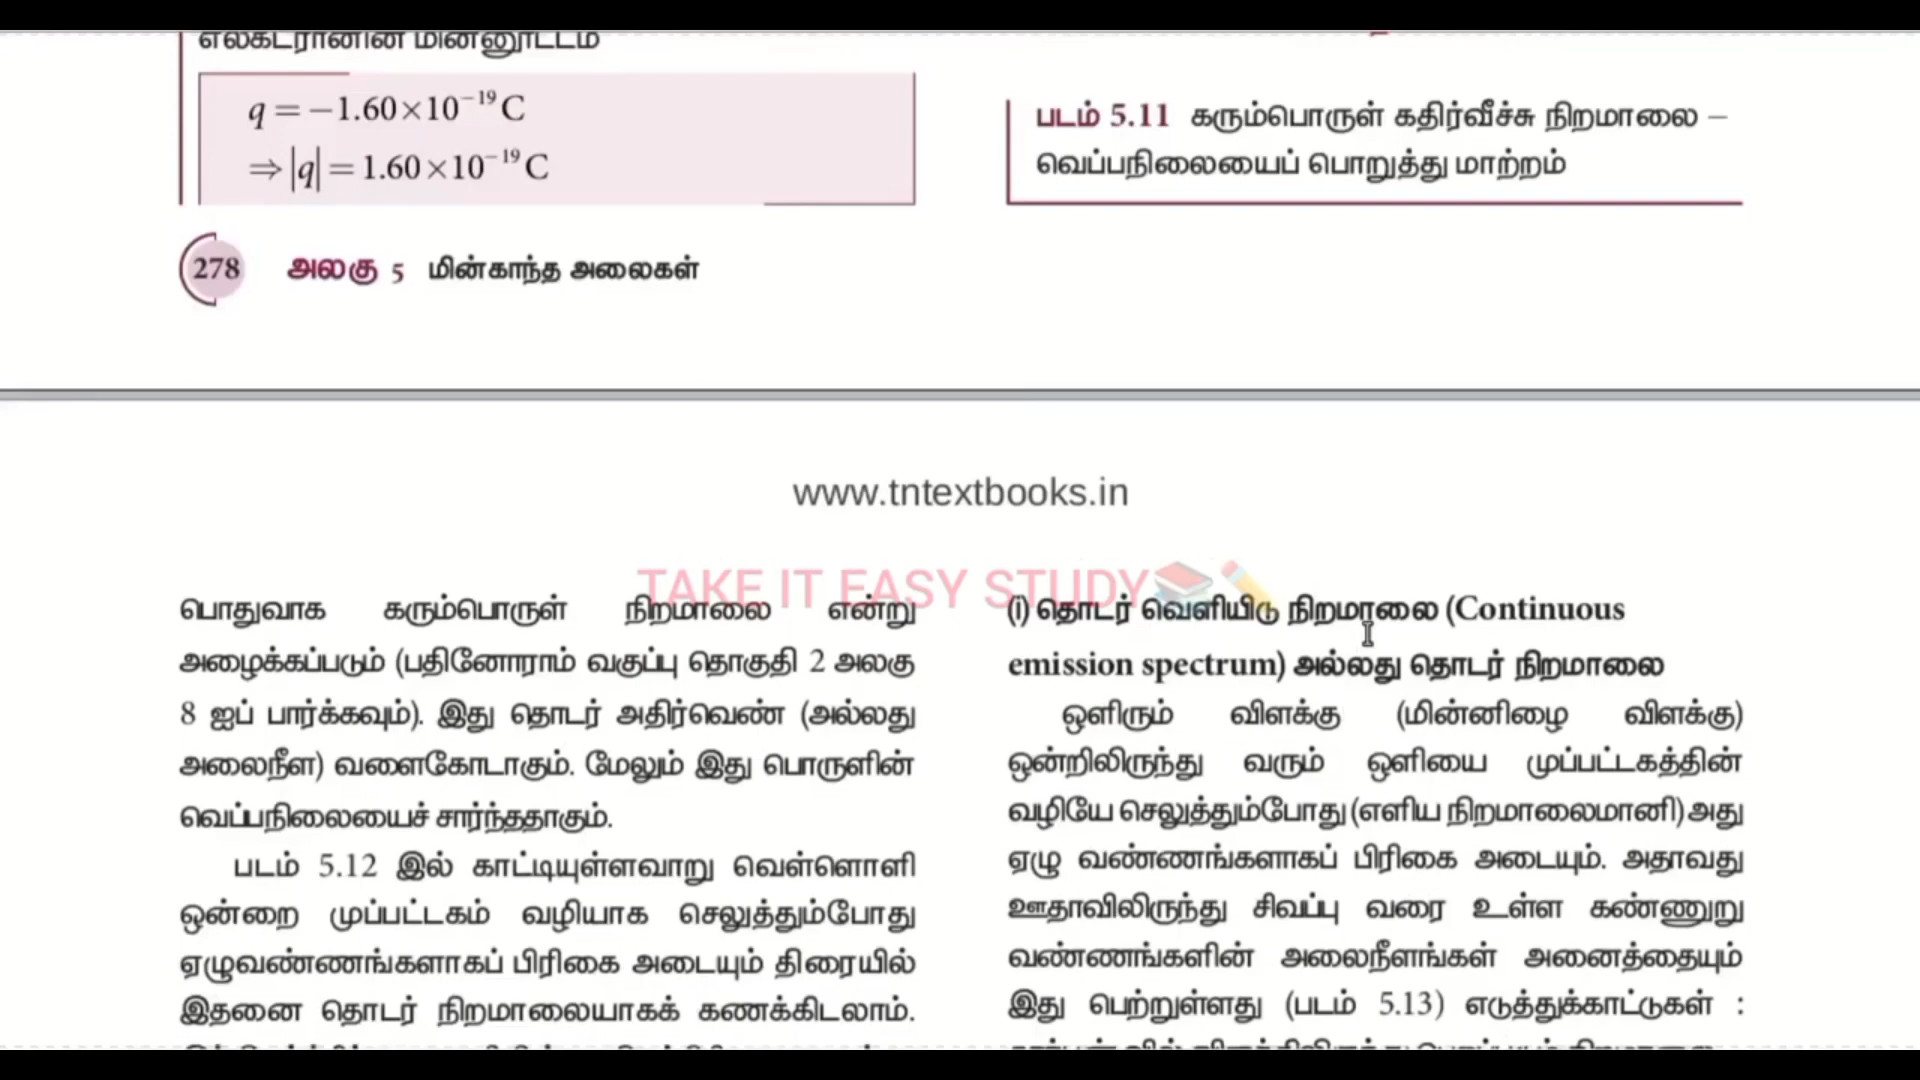 எலக்ட்ரானின் மின்னூட்டம்
q = −1.60×10⁻¹⁹ C
⇒ |q| = 1.60×10⁻¹⁹ C
படம் 5.11 கரும்பொருள் கதிர்வீச்சு நிறமாலை –
வெப்பநிலையைப் பொறுத்து மாற்றம்
278 அலகு 5 மின்காந்த அலைகள்
www.tntextbooks.in
TAKE IT EASY STUDY📚✏️
பொதுவாக கரும்பொருள் நிறமாலை என்று
அழைக்கப்படும் (பதினோராம் வகுப்பு தொகுதி 2 அலகு
8 ஐப் பார்க்கவும்). இது தொடர் அதிர்வெண் (அல்லது
அலைநீள) வளைகோடாகும். மேலும் இது பொருளின்
வெப்பநிலையைச் சார்ந்ததாகும்.
படம் 5.12 இல் காட்டியுள்ளவாறு வெள்ளொளி
ஒன்றை முப்பட்டகம் வழியாக செலுத்தும்போது
ஏழுவண்ணங்களாகப் பிரிகை அடையும் திரையில்
இதனை தொடர் நிறமாலையாகக் கணக்கிடலாம்.
(i) தொடர் வெளியிடு நிறமாலை (Continuous
emission spectrum) அல்லது தொடர் நிறமாலை
ஒளிரும் விளக்கு (மின்னிழை விளக்கு)
ஒன்றிலிருந்து வரும் ஒளியை முப்பட்டகத்தின்
வழியே செலுத்தும்போது (எளிய நிறமாலைமானி) அது
ஏழு வண்ணங்களாகப் பிரிகை அடையும். அதாவது
ஊதாவிலிருந்து சிவப்பு வரை உள்ள கண்ணுறு
வண்ணங்களின் அலைநீளங்கள் அனைத்தையும்
இது பெற்றுள்ளது (படம் 5.13) எடுத்துக்காட்டுகள் :